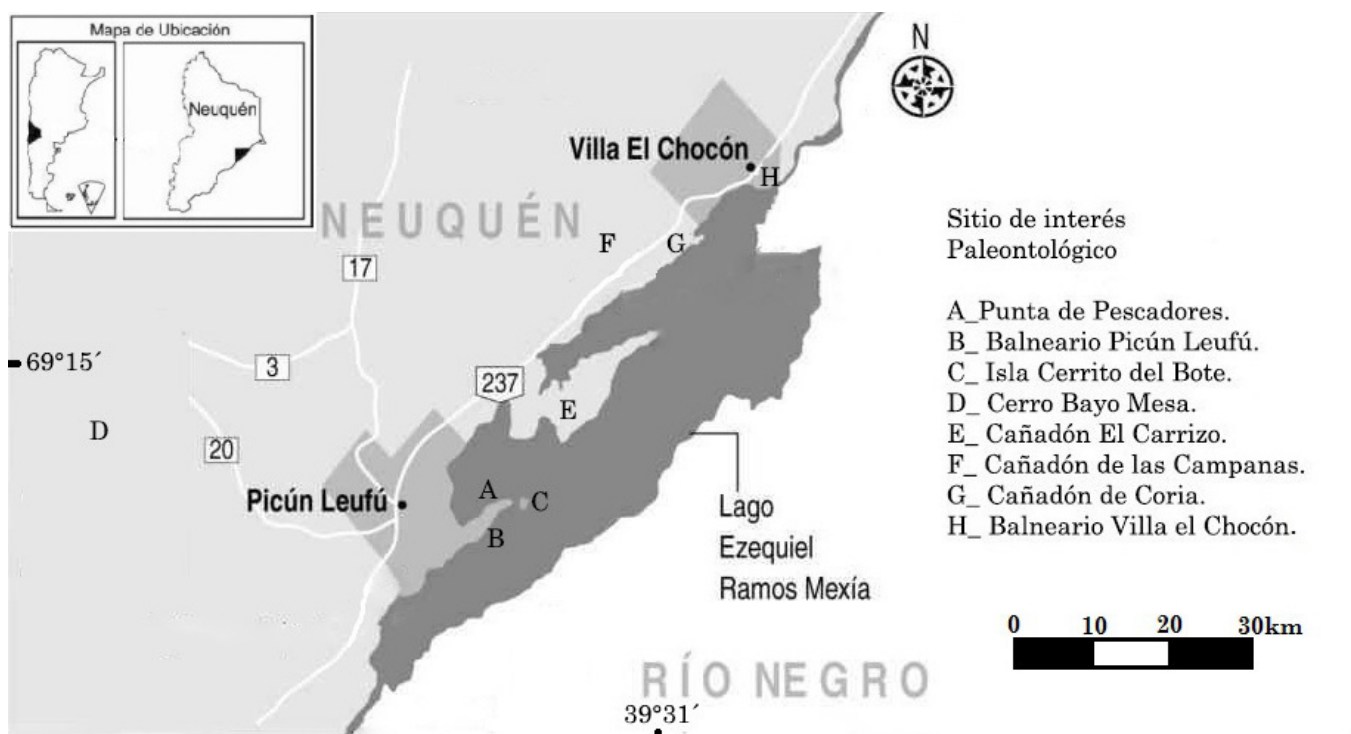 Mapa de Ubicación
Neuquén
N
Villa El Chocón
H
NEUQUÉN
F
G
17
69°15´
3
237
E
D
20
Picún Leufú
A
C
B
Lago
Ezequiel
Ramos Mexía
RÍO NEGRO
39°31´
Sitio de interés
Paleontológico
A_Punta de Pescadores.
B_ Balneario Picún Leufú.
C_ Isla Cerrito del Bote.
D_ Cerro Bayo Mesa.
E_ Cañadón El Carrizo.
F_ Cañadón de las Campanas.
G_ Cañadón de Coria.
H_ Balneario Villa el Chocón.
0 10 20 30km